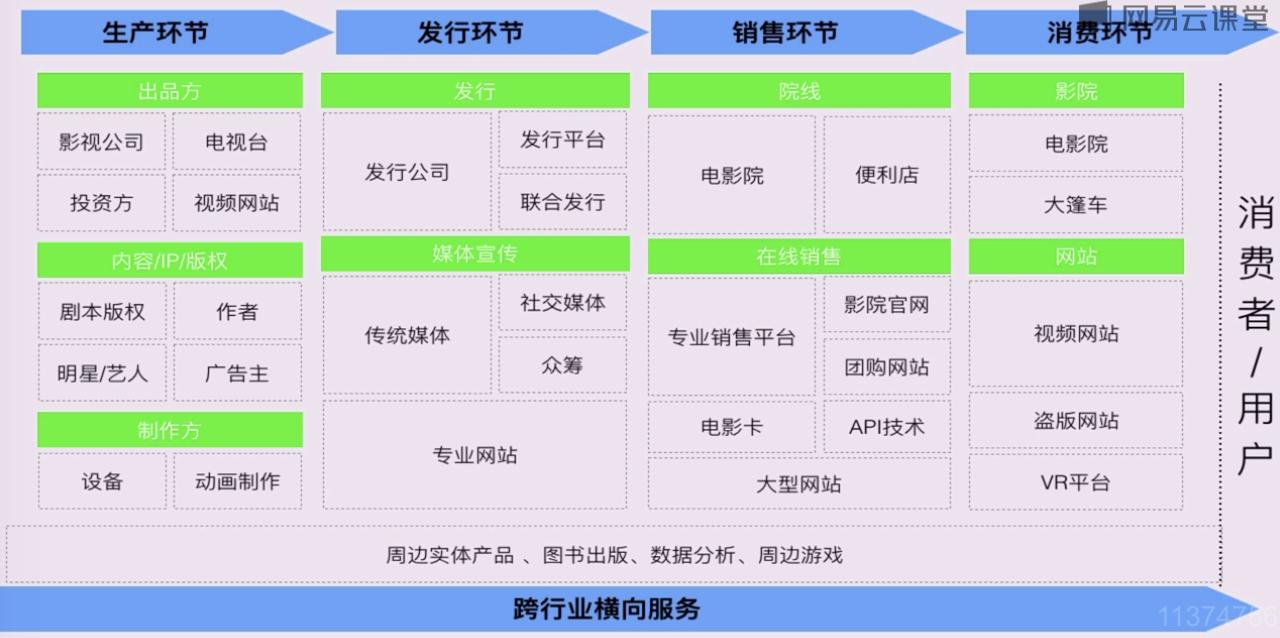 生产环节
发行环节
销售环节
消费环节
网易云课堂
出品方
影视公司
电视台
投资方
视频网站
内容/IP/版权
剧本版权
作者
明星/艺人
广告主
制作方
设备
动画制作
发行
发行公司
发行平台
联合发行
媒体宣传
传统媒体
社交媒体
众筹
专业网站
院线
电影院
便利店
在线销售
专业销售平台
影院官网
团购网站
电影卡
API技术
大型网站
影院
电影院
大篷车
网站
视频网站
盗版网站
VR平台
消费者/用户
周边实体产品 、图书出版、数据分析、周边游戏
跨行业横向服务